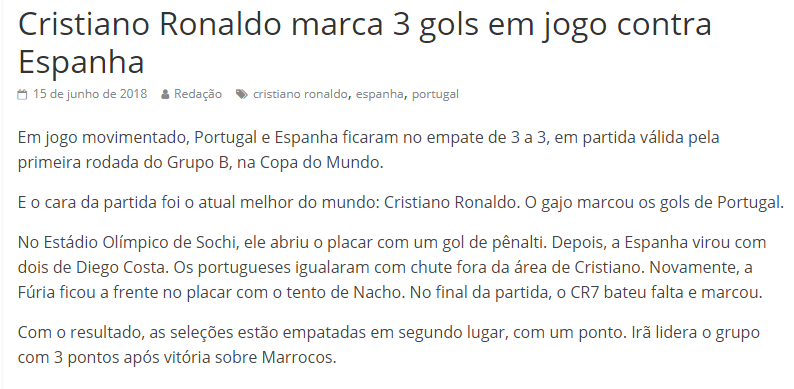 Cristiano Ronaldo marca 3 gols em jogo contra
Espanha
15 de junho de 2018 Redação cristiano ronaldo, espanha, portugal
Em jogo movimentado, Portugal e Espanha ficaram no empate de 3 a 3, em partida válida pela
primeira rodada do Grupo B, na Copa do Mundo.
E o cara da partida foi o atual melhor do mundo: Cristiano Ronaldo. O gajo marcou os gols de Portugal.
No Estádio Olímpico de Sochi, ele abriu o placar com um gol de pênalti. Depois, a Espanha virou com
dois de Diego Costa. Os portugueses igualaram com chute fora da área de Cristiano. Novamente, a
Fúria ficou a frente no placar com o tento de Nacho. No final da partida, o CR7 bateu falta e marcou.
Com o resultado, as seleções estão empatadas em segundo lugar, com um ponto. Irã lidera o grupo
com 3 pontos após vitória sobre Marrocos.